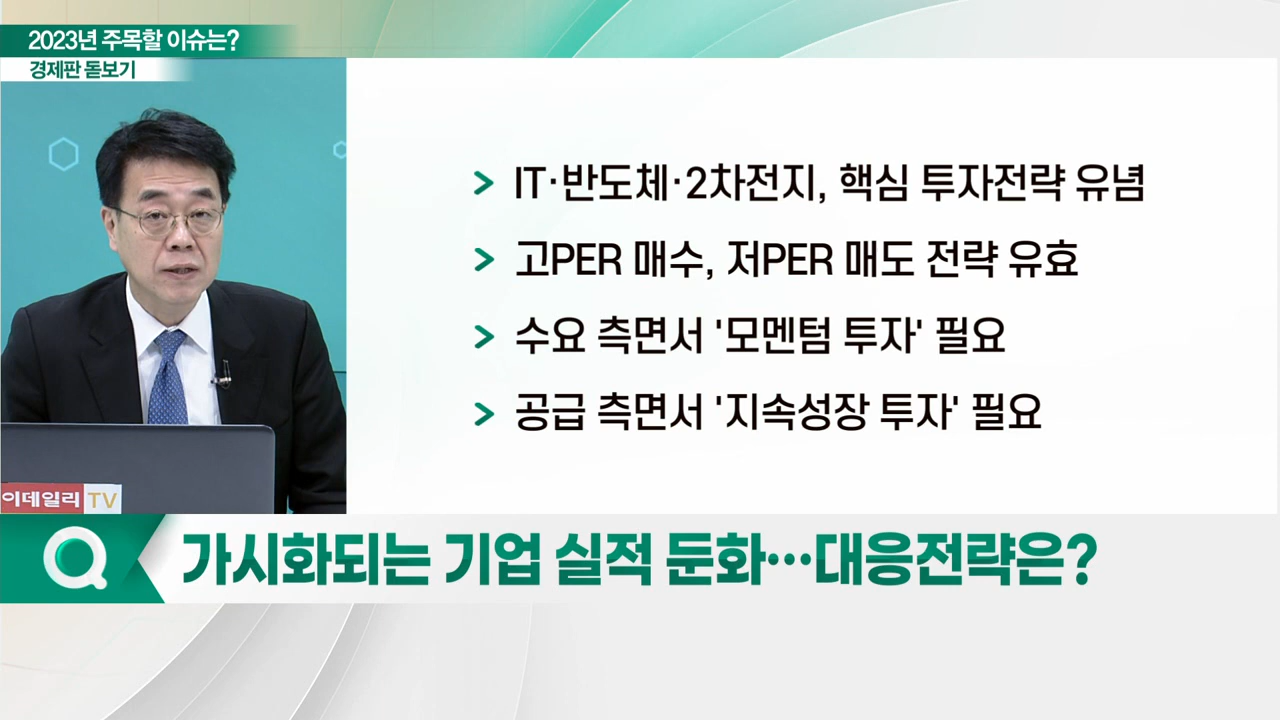 2023년 주목할 이슈는?
경제판 돋보기
IT·반도체·2차전지, 핵심 투자전략 유념
고PER 매수, 저PER 매도 전략 유효
수요 측면서 '모멘텀 투자' 필요
공급 측면서 '지속성장 투자' 필요
이데일리 TV
Q 가시화되는 기업 실적 둔화…대응전략은?